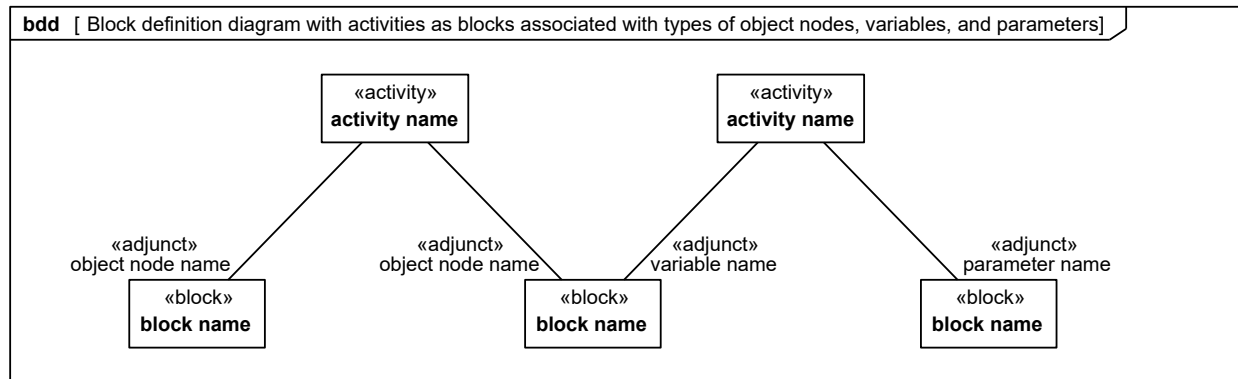 bdd [ Block definition diagram with activities as blocks associated with types of object nodes, variables, and parameters]
«activity»
activity name
«activity»
activity name
«adjunct»
object node name
«adjunct»
object node name
«adjunct»
variable name
«adjunct»
parameter name
«block»
block name
«block»
block name
«block»
block name